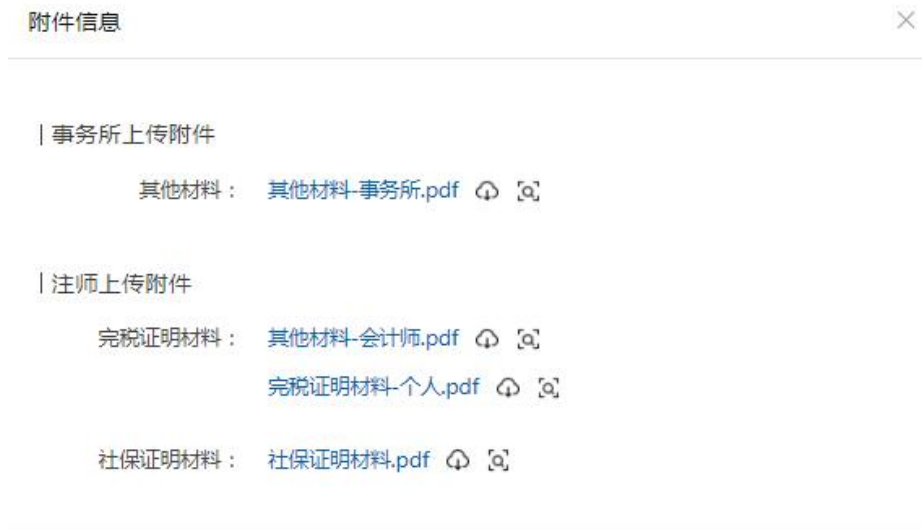 附件信息
事务所上传附件
其他材料： 其他材料-事务所.pdf
注师上传附件
完税证明材料： 其他材料-会计师.pdf
完税证明材料-个人.pdf
社保证明材料： 社保证明材料.pdf